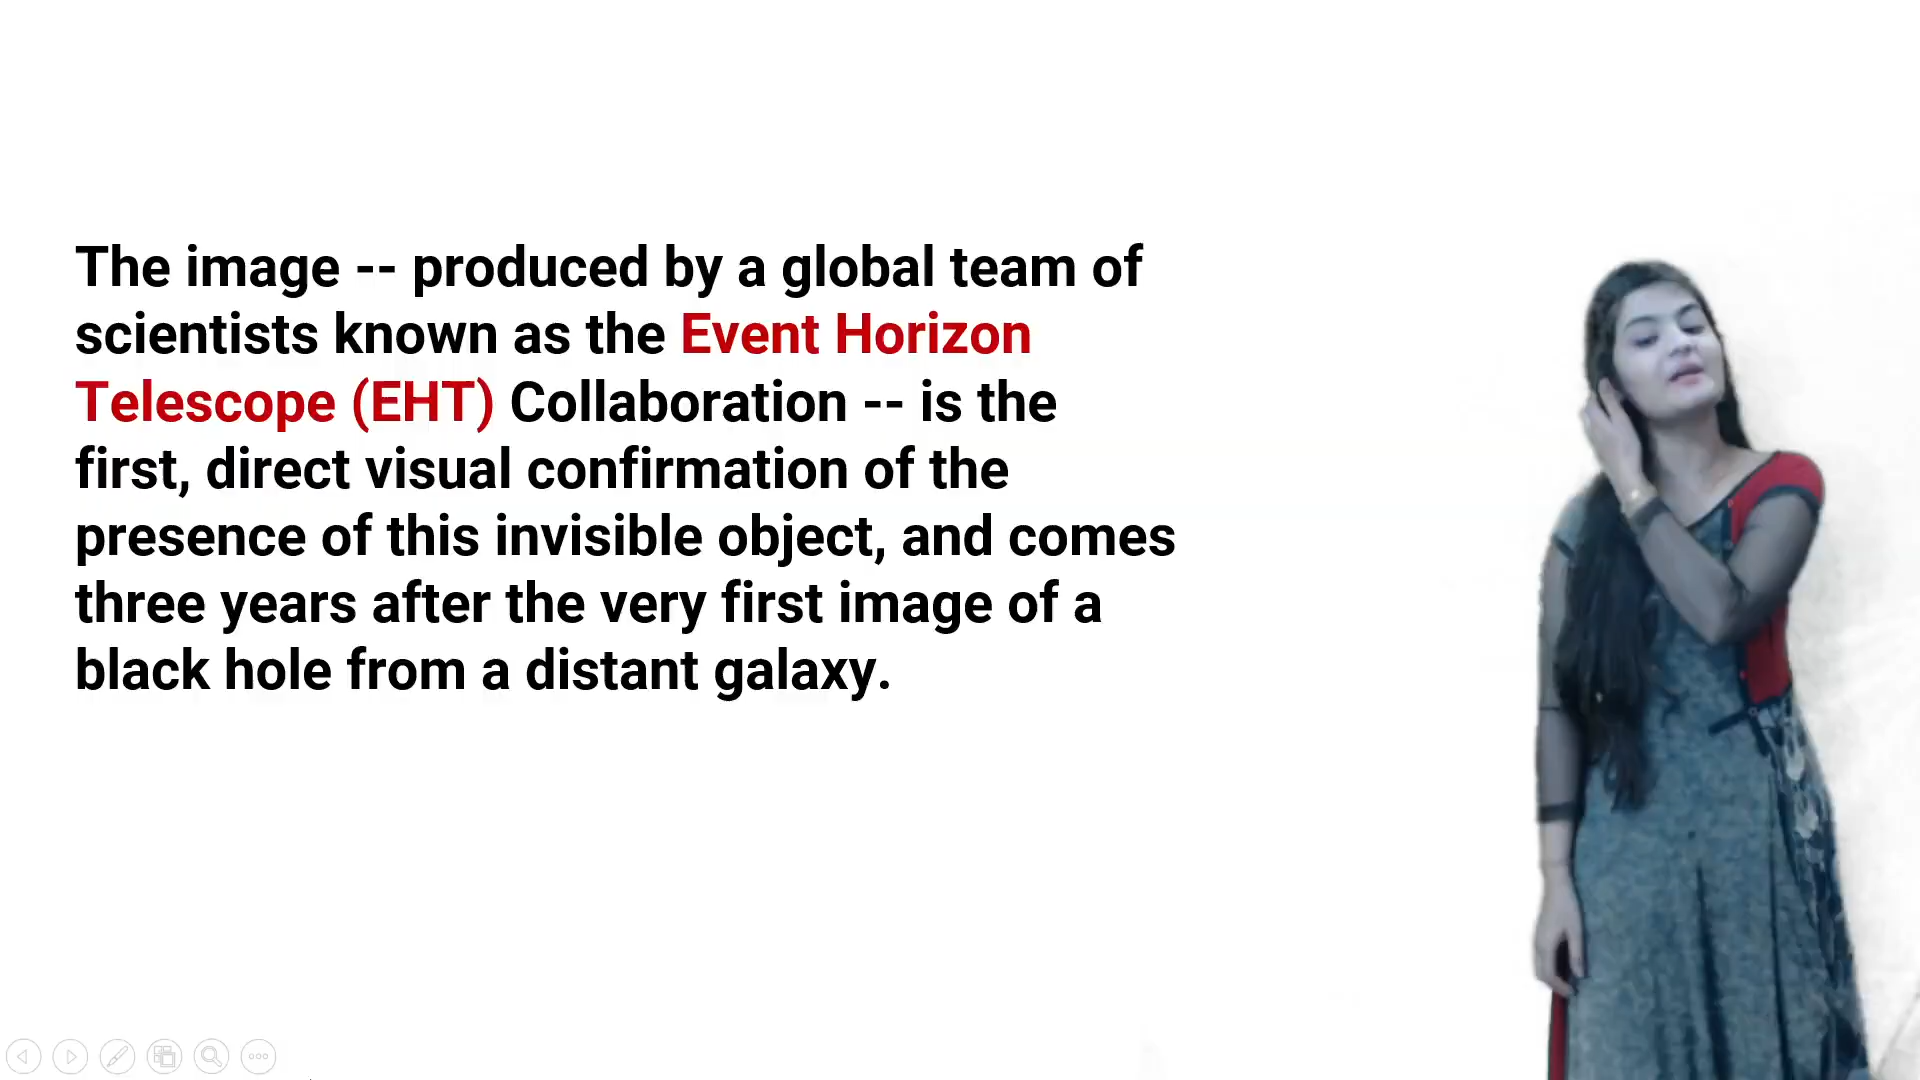 The image -- produced by a global team of
scientists known as the Event Horizon
Telescope (EHT) Collaboration -- is the
first, direct visual confirmation of the
presence of this invisible object, and comes
three years after the very first image of a
black hole from a distant galaxy.